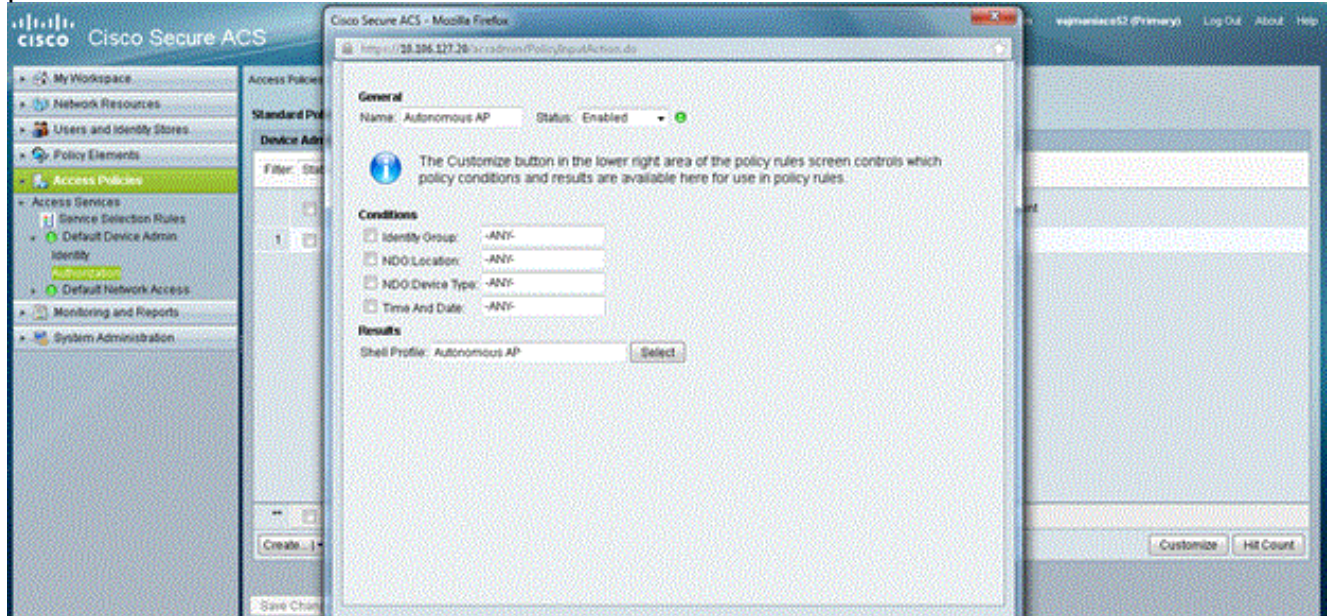 Cisco Secure ACS - Mozilla Firefox
(Primary) Log Out About Help
CISCO Cisco Secure ACS
My Workspace
Network Resources
Users and Identity Stores
Policy Elements
Access Policies
Access Services
Service Selection Rules
Default Device Admin
Identity
Authorization
Default Network Access
Monitoring and Reports
System Administration
Access Policies
Standard Pol
Device Adm
Filter: Stat
1
**
Create...
Save Chan
General
Name: Autonomous AP Status: Enabled
The Customize button in the lower right area of the policy rules screen controls which
policy conditions and results are available here for use in policy rules.
Conditions
Identity Group: -ANY-
NDG:Location: -ANY-
NDG:Device Type: -ANY-
Time And Date: -ANY-
Results
Shell Profile: Autonomous AP Select
Customize Hit Count